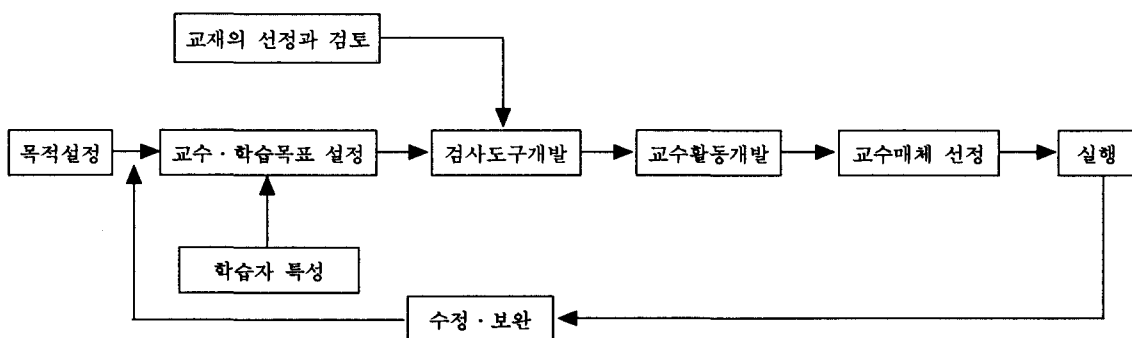 교재의 선정과 검토
목적설정
교수·학습목표 설정
검사도구개발
교수활동개발
교수매체 선정
실행
학습자 특성
수정·보완